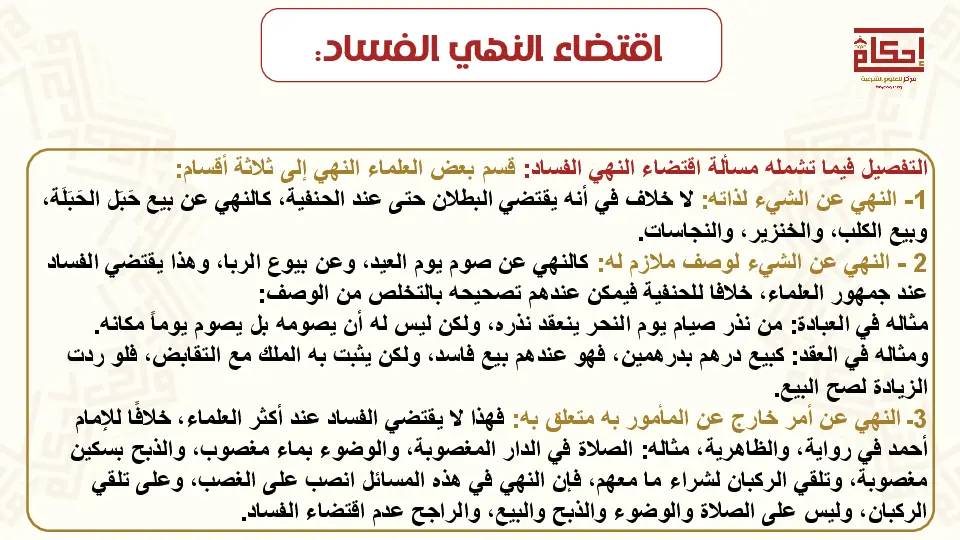 اقتضاء النهي الفساد:
إحكام
مركز للعلوم الشرعية
التفصيل فيما تشمله مسألة اقتضاء النهي الفساد: قسم بعض العلماء النهي إلى ثلاثة أقسام:
1- النهي عن الشيء لذاته: لا خلاف في أنه يقتضي البطلان حتى عند الحنفية، كالنهي عن بيع حَبَل الحَبَلَة،
وبيع الكلب، والخنزير، والنجاسات.
2 - النهي عن الشيء لوصف ملازم له: كالنهي عن صوم يوم العيد، وعن بيوع الربا، وهذا يقتضي الفساد
عند جمهور العلماء، خلافا للحنفية فيمكن عندهم تصحيحه بالتخلص من الوصف:
مثاله في العبادة: من نذر صيام يوم النحر ينعقد نذره، ولكن ليس له أن يصومه بل يصوم يوماً مكانه.
ومثاله في العقد: كبيع درهم بدرهمين، فهو عندهم بيع فاسد، ولكن يثبت به الملك مع التقابض، فلو ردت
الزيادة لصح البيع.
3- النهي عن أمر خارج عن المأمور به متعلق به: فهذا لا يقتضي الفساد عند أكثر العلماء، خلافًا للإمام
أحمد في رواية، والظاهرية، مثاله: الصلاة في الدار المغصوبة، والوضوء بماء مغصوب، والذبح بسكين
مغصوبة، وتلقي الركبان لشراء ما معهم، فإن النهي في هذه المسائل انصب على الغصب، وعلى تلقي
الركبان، وليس على الصلاة والوضوء والذبح والبيع، والراجح عدم اقتضاء الفساد.